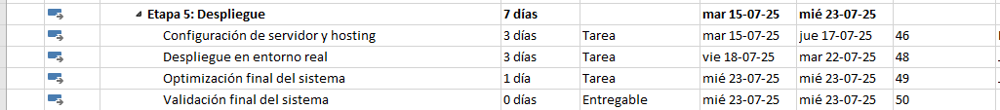 Etapa 5: Despliegue 7 días mar 15-07-25 mié 23-07-25
Configuración de servidor y hosting 3 días Tarea mar 15-07-25 jue 17-07-25 46
Despliegue en entorno real 3 días Tarea vie 18-07-25 mar 22-07-25 48
Optimización final del sistema 1 día Tarea mié 23-07-25 mié 23-07-25 49
Validación final del sistema 0 días Entregable mié 23-07-25 mié 23-07-25 50